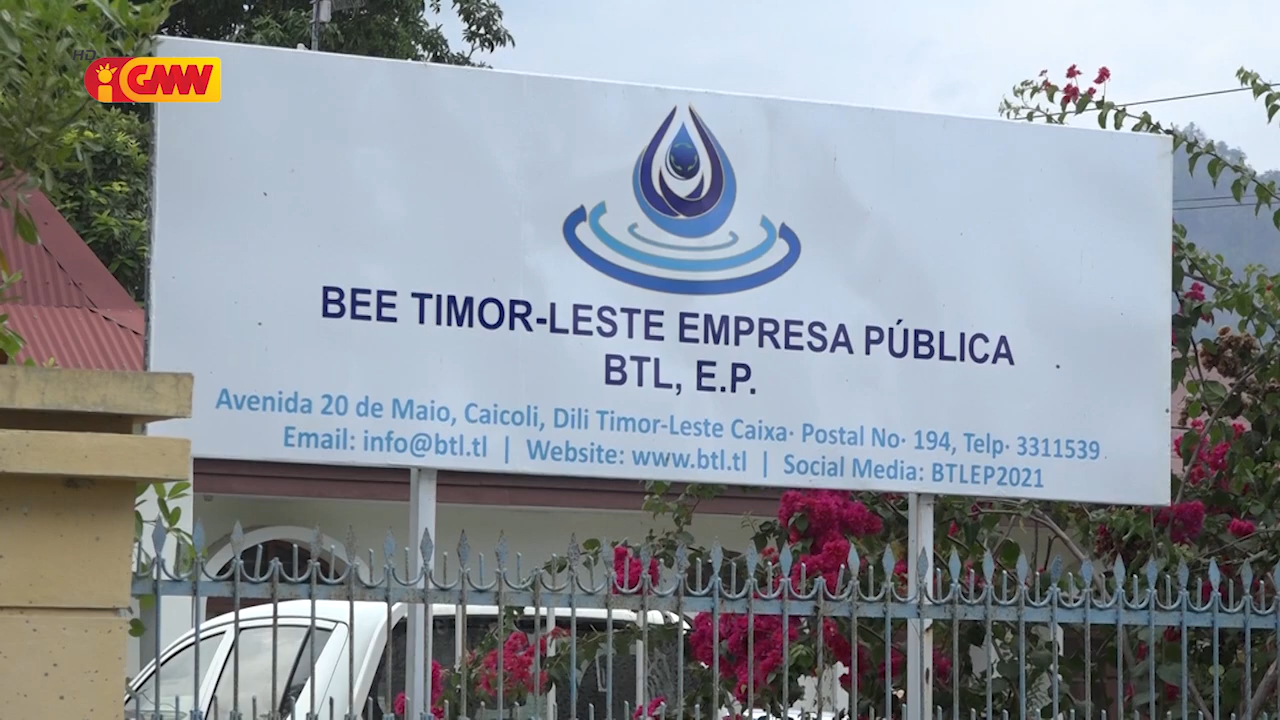 HD
GMN
BEE TIMOR-LESTE EMPRESA PÚBLICA
BTL, E.P.
Avenida 20 de Maio, Caicoli, Dili Timor-Leste Caixa· Postal No· 194, Telp· 3311539
Email: info@btl.tl | Website: www.btl.tl | Social Media: BTLEP2021